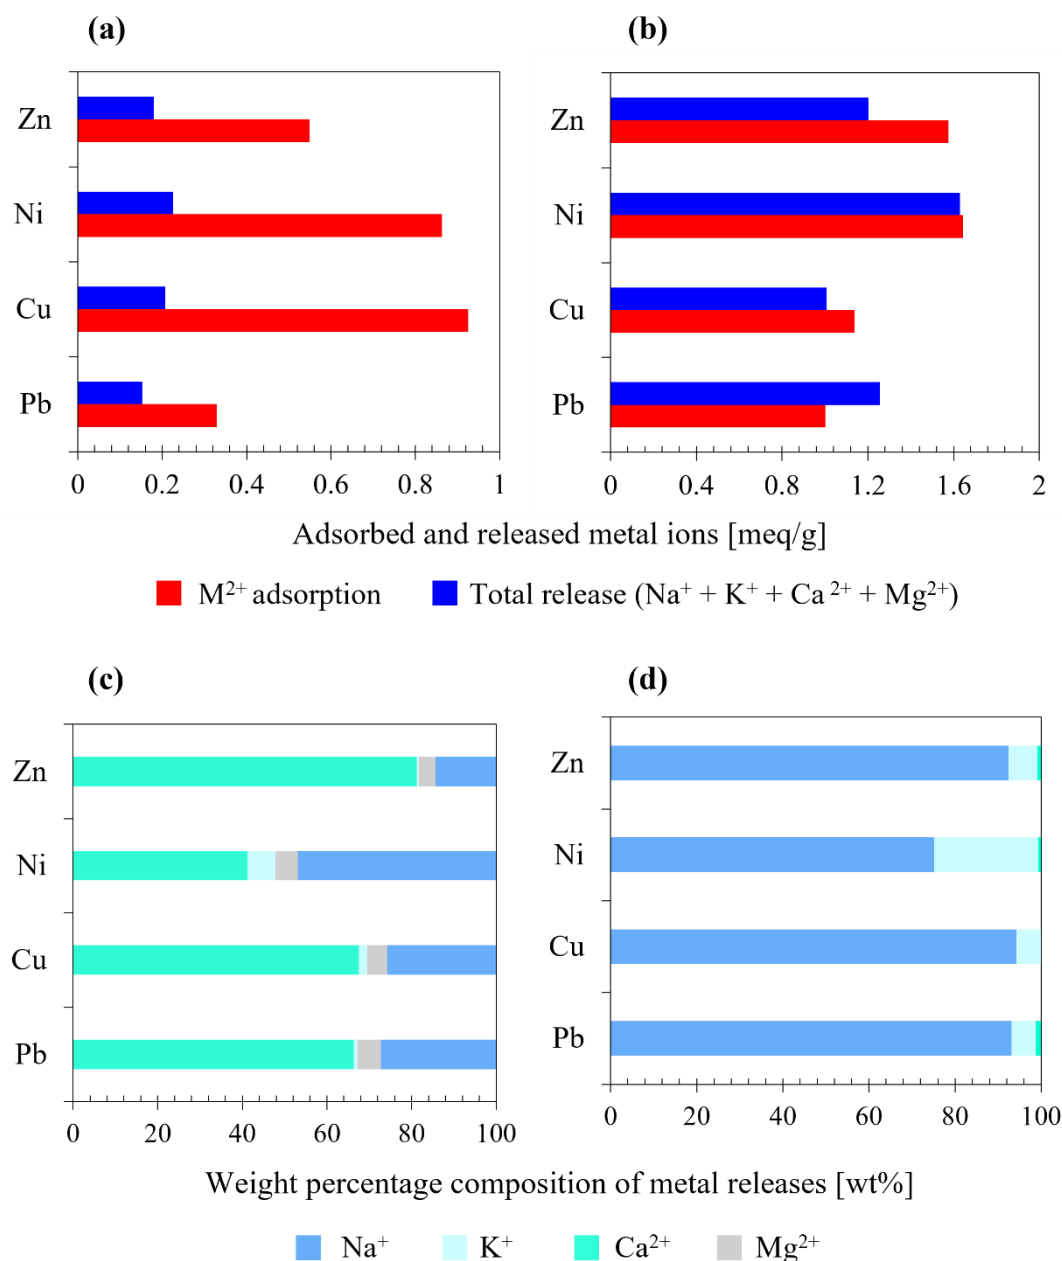 (a) (b)
Zn Zn
Ni Ni
Cu Cu
Pb Pb
0 0.2 0.4 0.6 0.8 1 0 0.4 0.8 1.2 1.6 2
Adsorbed and released metal ions [meq/g]
M²⁺ adsorption Total release (Na⁺ + K⁺ + Ca ²⁺ + Mg²⁺)
(c) (d)
Zn Zn
Ni Ni
Cu Cu
Pb Pb
0 20 40 60 80 100 0 20 40 60 80 100
Weight percentage composition of metal releases [wt%]
Na⁺ K⁺ Ca²⁺ Mg²⁺